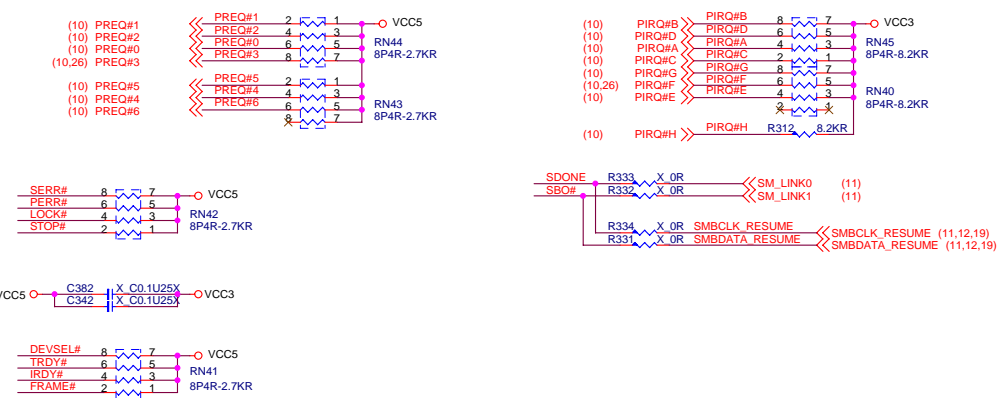 (10) PREQ#1 PREQ#1 2 1 VCC5
(10) PREQ#2 PREQ#2 4 3
(10) PREQ#0 PREQ#0 6 5 RN44
(10,26) PREQ#3 PREQ#3 8 7 8P4R-2.7KR
(10) PREQ#5 PREQ#5 2 1
(10) PREQ#4 PREQ#4 4 3
(10) PREQ#6 PREQ#6 6 5 RN43
8 7 8P4R-2.7KR
(10) PIRQ#B PIRQ#B 8 7 VCC3
(10) PIRQ#D PIRQ#D 6 5
(10) PIRQ#A PIRQ#A 4 3 RN45
(10) PIRQ#C PIRQ#C 2 1 8P4R-8.2KR
(10) PIRQ#G PIRQ#G 8 7
(10,26) PIRQ#F PIRQ#F 6 5
(10) PIRQ#E PIRQ#E 4 3 RN40
2 1 8P4R-8.2KR
(10) PIRQ#H PIRQ#H R312 8.2KR
SERR# 8 7 VCC5
PERR# 6 5
LOCK# 4 3 RN42
STOP# 2 1 8P4R-2.7KR
SDONE R333 X_0R SM_LINK0 (11)
SBO# R332 X_0R SM_LINK1 (11)
R334 X_0R SMBCLK_RESUME SMBCLK_RESUME (11,12,19)
R331 X_0R SMBDATA_RESUME SMBDATA_RESUME (11,12,19)
VCC5 C382 X_C0.1U25X VCC3
C342 X_C0.1U25X
DEVSEL# 8 7 VCC5
TRDY# 6 5
IRDY# 4 3 RN41
FRAME# 2 1 8P4R-2.7KR